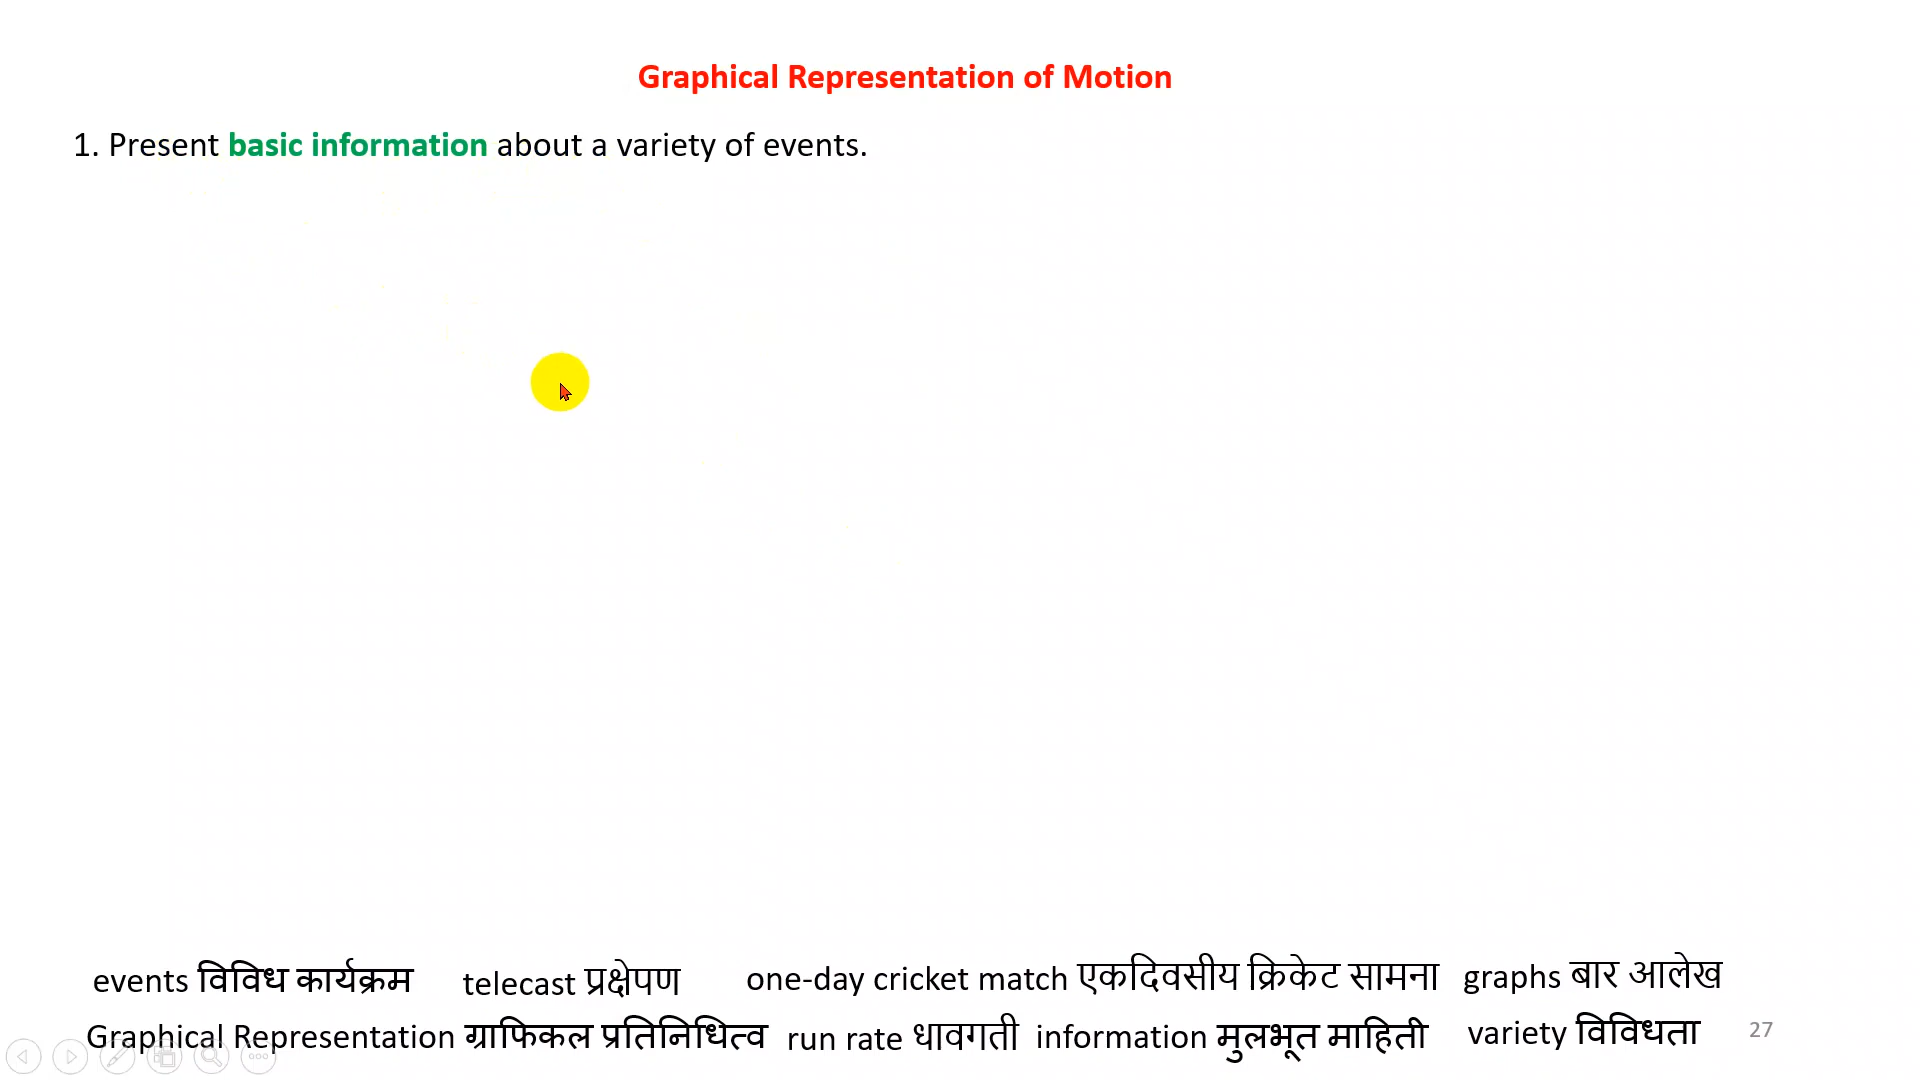 Graphical Representation of Motion
1. Present basic information about a variety of events.
events विविध कार्यक्रम telecast प्रक्षेपण one-day cricket match एकदिवसीय क्रिकेट सामना graphs बार आलेख
Graphical Representation ग्राफिकल प्रतिनिधित्व run rate धावगती information मुलभूत माहिती variety विविधता 27